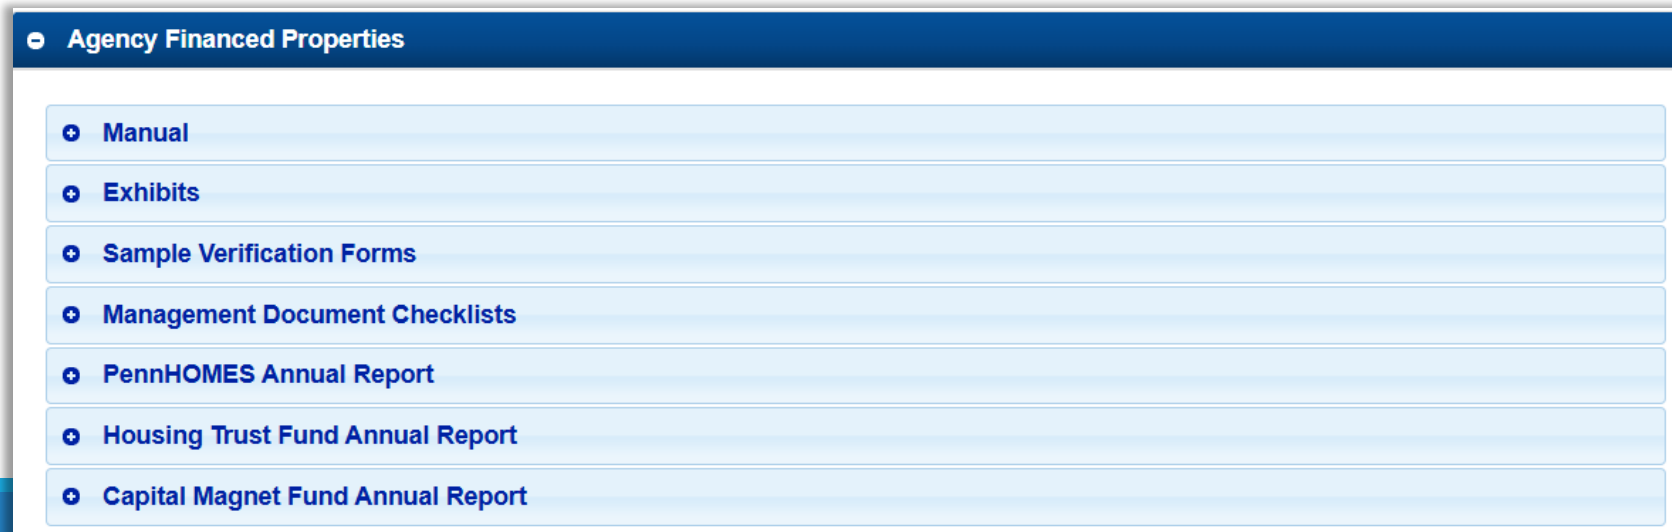 Agency Financed Properties
Manual
Exhibits
Sample Verification Forms
Management Document Checklists
PennHOMES Annual Report
Housing Trust Fund Annual Report
Capital Magnet Fund Annual Report